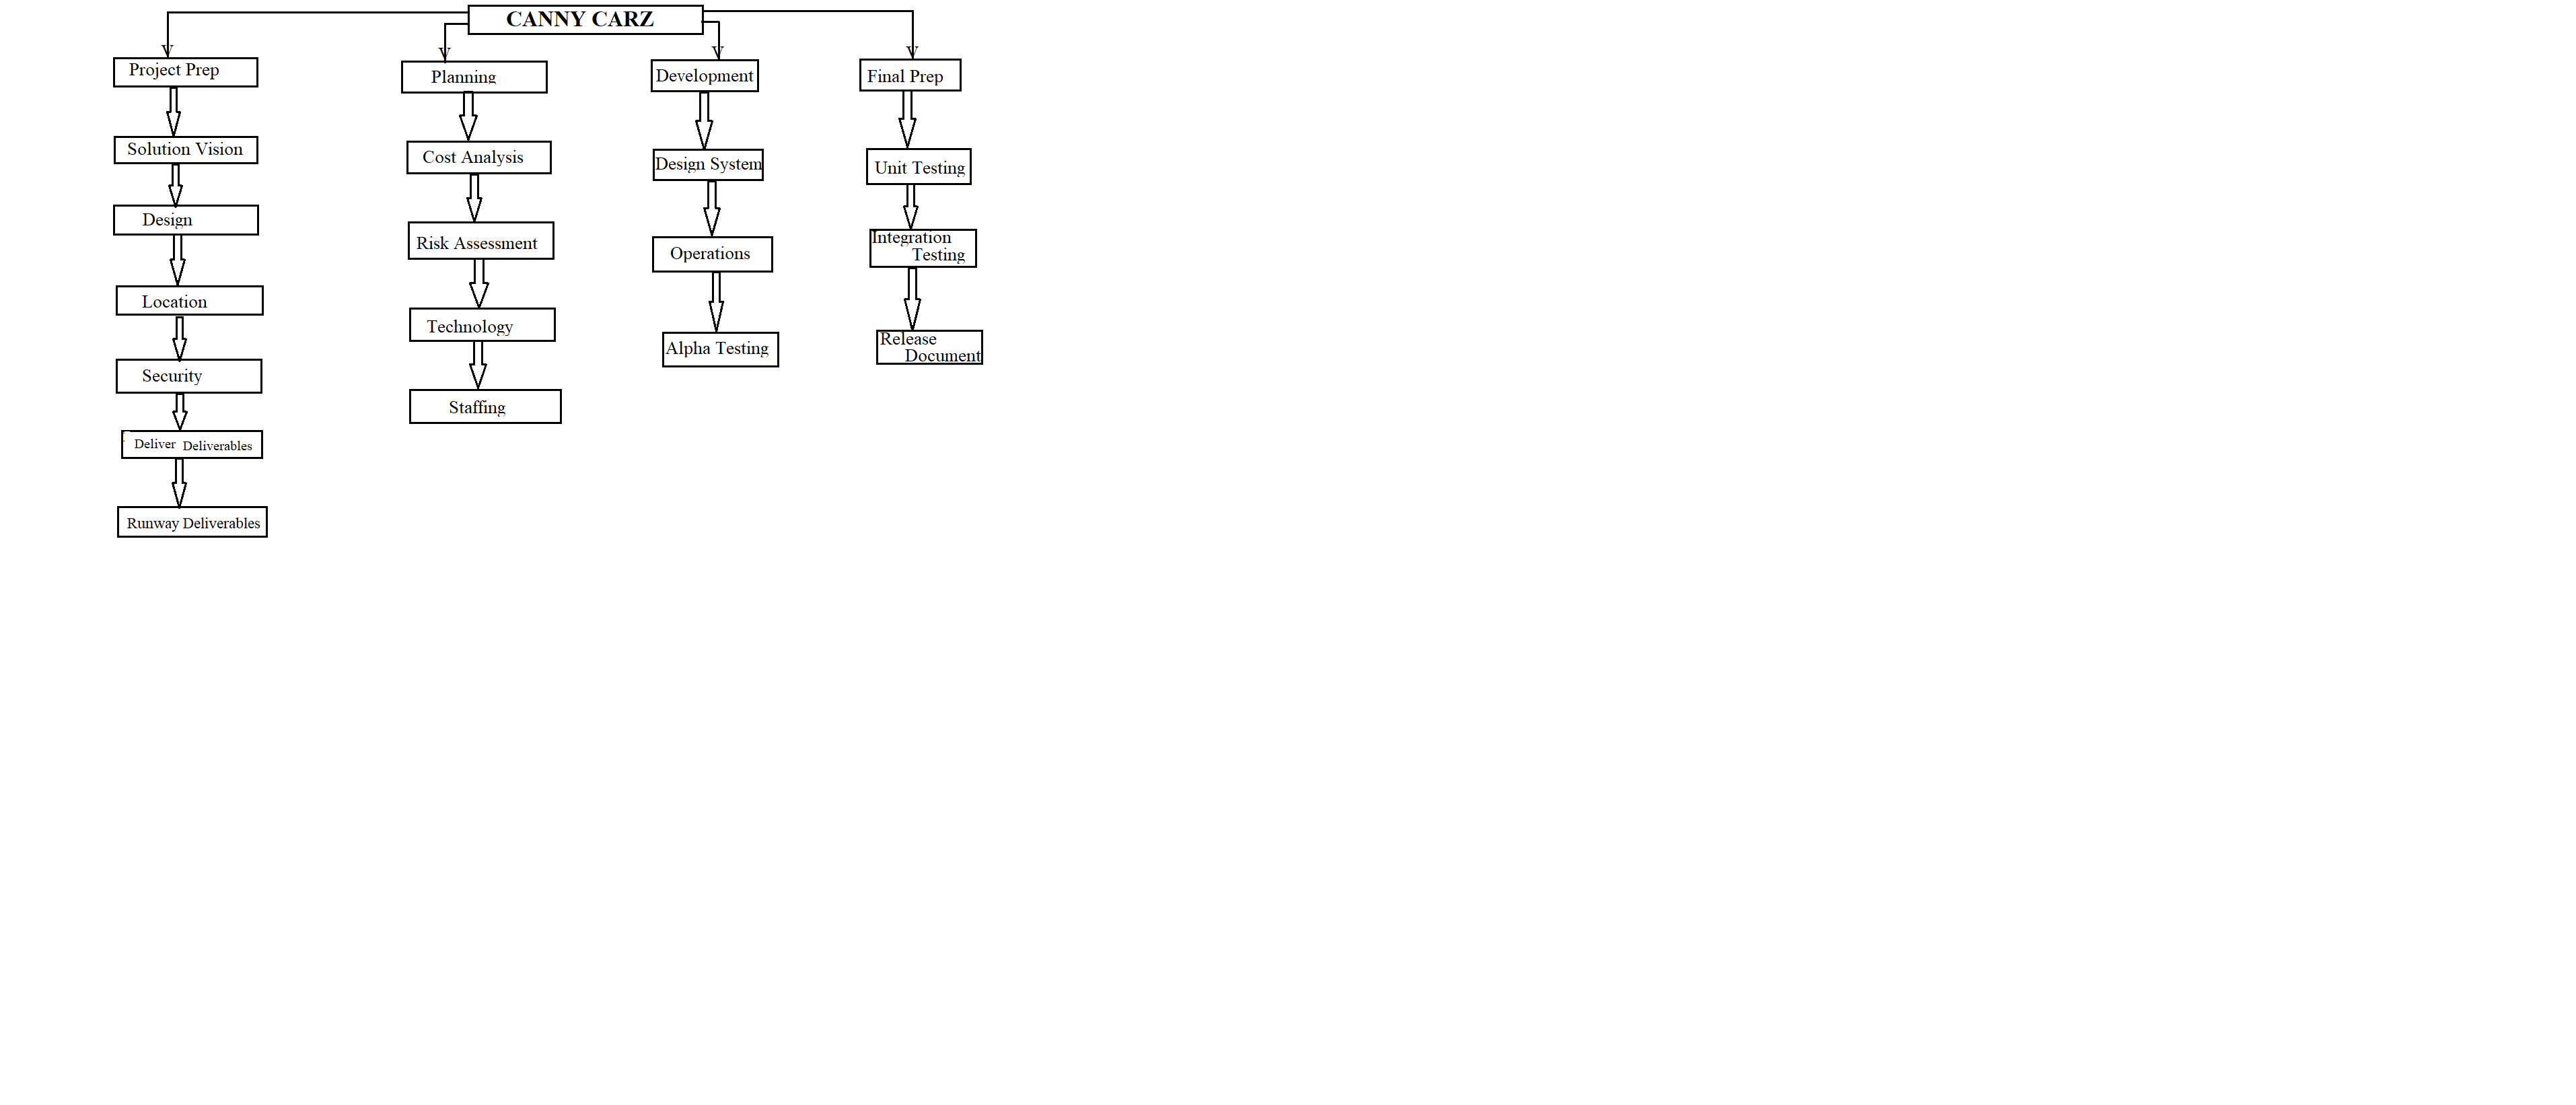 CANNY CARZ
Project Prep
Solution Vision
Design
Location
Security
Deliver Deliverables
Runway Deliverables
Planning
Cost Analysis
Risk Assessment
Technology
Staffing
Development
Design System
Operations
Alpha Testing
Final Prep
Unit Testing
Integration
Testing
Release
Document